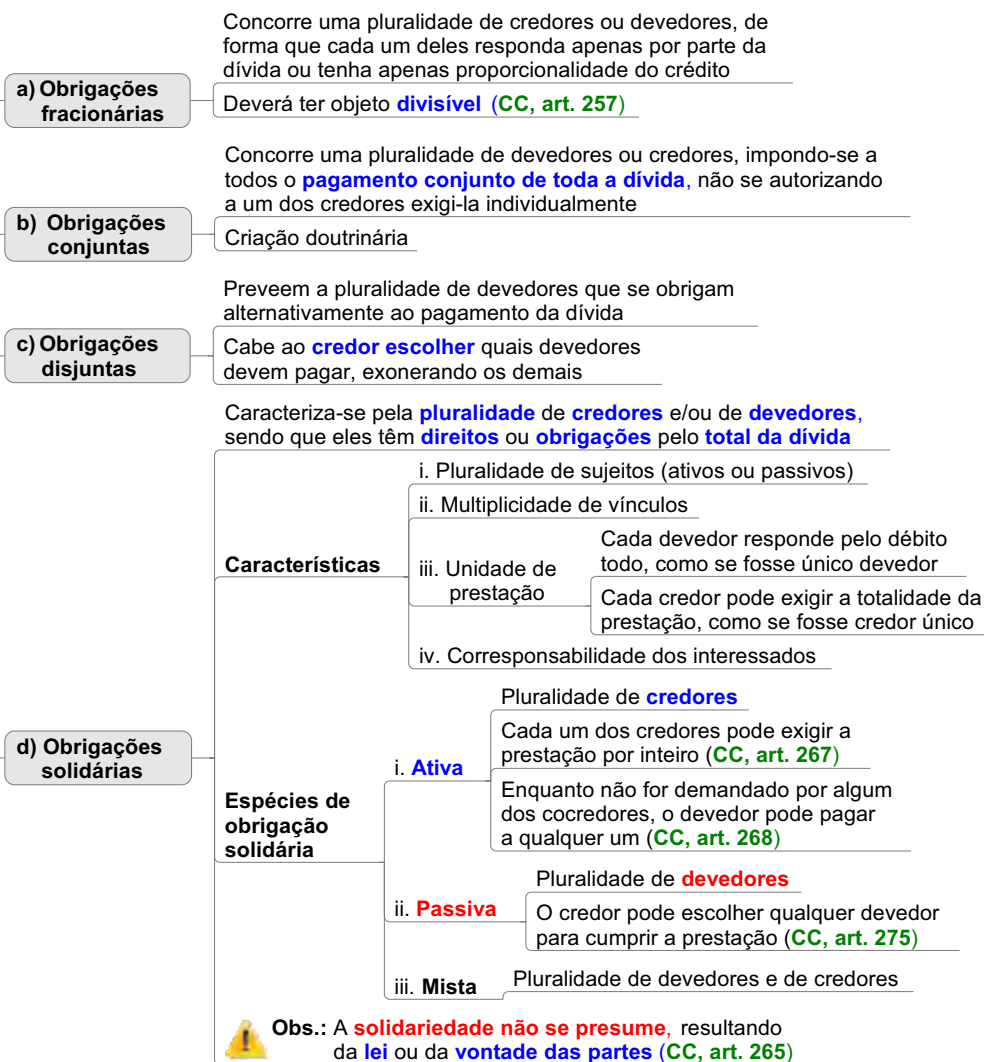 a) Obrigações
fracionárias
Concorre uma pluralidade de credores ou devedores, de
forma que cada um deles responda apenas por parte da
dívida ou tenha apenas proporcionalidade do crédito
Deverá ter objeto divisível (CC, art. 257)
b) Obrigações
conjuntas
Concorre uma pluralidade de devedores ou credores, impondo-se a
todos o pagamento conjunto de toda a dívida, não se autorizando
a um dos credores exigi-la individualmente
Criação doutrinária
c) Obrigações
disjuntas
Preveem a pluralidade de devedores que se obrigam
alternativamente ao pagamento da dívida
Cabe ao credor escolher quais devedores
devem pagar, exonerando os demais
d) Obrigações
solidárias
Caracteriza-se pela pluralidade de credores e/ou de devedores,
sendo que eles têm direitos ou obrigações pelo total da dívida
Características
i. Pluralidade de sujeitos (ativos ou passivos)
ii. Multiplicidade de vínculos
iii. Unidade de
prestação
Cada devedor responde pelo débito
todo, como se fosse único devedor
Cada credor pode exigir a totalidade da
prestação, como se fosse credor único
iv. Corresponsabilidade dos interessados
Espécies de
obrigação
solidária
i. Ativa
Pluralidade de credores
Cada um dos credores pode exigir a
prestação por inteiro (CC, art. 267)
Enquanto não for demandado por algum
dos cocredores, o devedor pode pagar
a qualquer um (CC, art. 268)
ii. Passiva
Pluralidade de devedores
O credor pode escolher qualquer devedor
para cumprir a prestação (CC, art. 275)
iii. Mista
Pluralidade de devedores e de credores
Obs.: A solidariedade não se presume, resultando
da lei ou da vontade das partes (CC, art. 265)